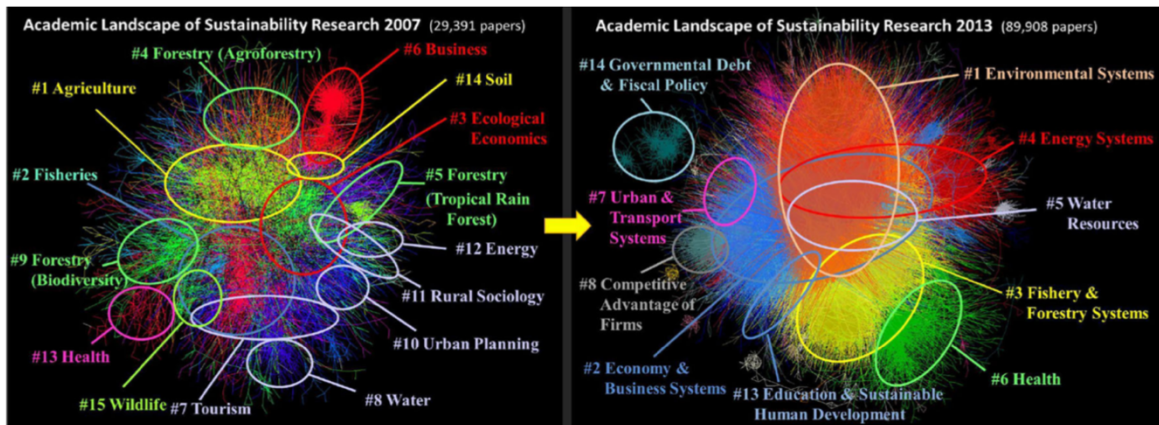 Academic Landscape of Sustainability Research 2007 (29,391 papers)
#4 Forestry (Agroforestry)
#6 Business
#1 Agriculture
#14 Soil
#3 Ecological
Economics
#2 Fisheries
#5 Forestry
(Tropical Rain
Forest)
#12 Energy
#9 Forestry
(Biodiversity)
#11 Rural Sociology
#13 Health
#10 Urban Planning
#15 Wildlife
#7 Tourism
#8 Water
Academic Landscape of Sustainability Research 2013 (89,908 papers)
#14 Governmental Debt
& Fiscal Policy
#1 Environmental Systems
#4 Energy Systems
#7 Urban &
Transport
Systems
#5 Water
Resources
#8 Competitive
Advantage of
Firms
#3 Fishery &
Forestry Systems
#2 Economy &
Business Systems
#6 Health
#13 Education & Sustainable
Human Development